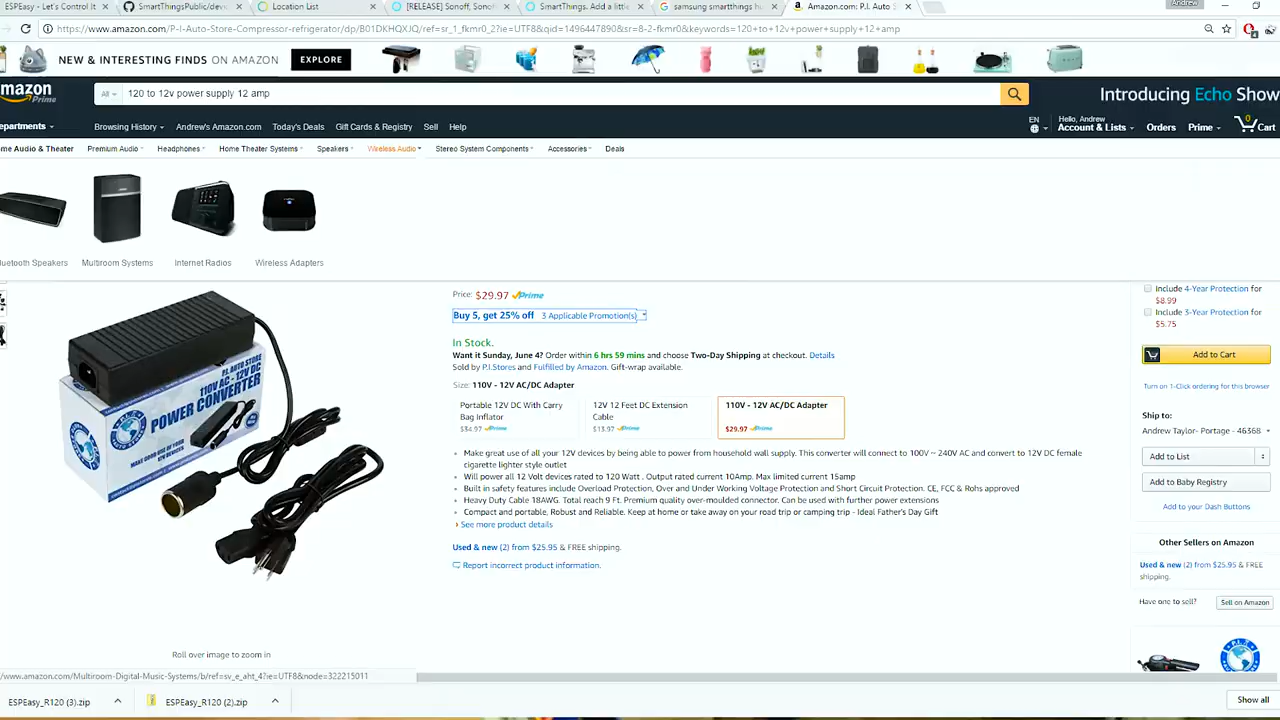 ESPEasy - Let's Control It
SmartThingsPublic/deve
Location List
[RELEASE] Sonoff, Sonof
SmartThings. Add a little
samsung smartthings hu
Amazon.com: P.I. Auto S
Andrew
https://www.amazon.com/P-I-Auto-Store-Compressor-refrigerator/dp/B01DKHQXJQ/ref=sr_1_fkmr0_2?ie=UTF8&qid=1496447890&sr=8-2-fkmr0&keywords=120+to+12v+power+supply+12+amp
NEW & INTERESTING FINDS ON AMAZON
EXPLORE
mazon
Prime
All
120 to 12v power supply 12 amp
Introducing Echo Show
epartments
Browsing History
Andrew's Amazon.com
Today's Deals
Gift Cards & Registry
Sell
Help
EN
Hello, Andrew
Account & Lists
Orders
Prime
0
Cart
me Audio & Theater
Premium Audio
Headphones
Home Theater Systems
Speakers
Wireless Audio
Stereo System Components
Accessories
Deals
luetooth Speakers
Multiroom Systems
Internet Radios
Wireless Adapters
Price: $29.97 Prime
Buy 5, get 25% off 3 Applicable Promotion(s)
In Stock.
Want it Sunday, June 4? Order within 6 hrs 59 mins and choose Two-Day Shipping at checkout. Details
Sold by P.I.Stores and Fulfilled by Amazon. Gift-wrap available.
Size: 110V - 12V AC/DC Adapter
Portable 12V DC With Carry
Bag Inflator
$34.97 Prime
12V 12 Feet DC Extension
Cable
$13.97 Prime
110V - 12V AC/DC Adapter
$29.97 Prime
Make great use of all your 12V devices by being able to power from household wall supply. This converter will connect to 100V ~ 240V AC and convert to 12V DC female
cigarette lighter style outlet
Will power all 12 Volt devices rated to 120 Watt . Output rated current 10Amp. Max limited current 15amp
Built in safety features include Overload Protection, Over and Under Working Voltage Protection and Short Circuit Protection. CE, FCC & Rohs approved
Heavy Duty Cable 18AWG. Total reach 9 Ft. Premium quality over-moulded connector. Can be used with further power extensions
Compact and portable, Robust and Reliable. Keep at home or take away on your road trip or camping trip - Ideal Father's Day Gift
See more product details
Used & new (2) from $25.95 & FREE shipping.
Report incorrect product information.
P.I. AUTO STORE
110V AC - 12V DC
POWER CONVERTER
Roll over image to zoom in
Include 4-Year Protection for
$8.99
Include 3-Year Protection for
$5.75
Add to Cart
Turn on 1-Click ordering for this browser
Ship to:
Andrew Taylor- Portage - 46368
Add to List
Add to Baby Registry
Add to your Dash Buttons
Other Sellers on Amazon
Used & new (2) from $25.95 & FREE
shipping.
Have one to sell?
Sell on Amazon
/www.amazon.com/Multiroom-Digital-Music-Systems/b/ref=sv_e_aht_4?ie=UTF8&node=322215011
ESPEasy_R120 (3).zip
ESPEasy_R120 (2).zip
Show all